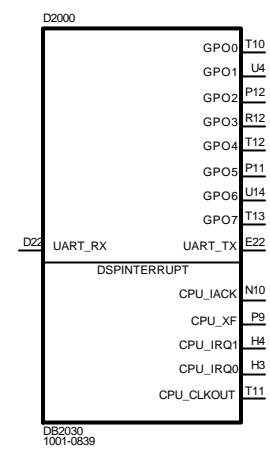 D2000
GPO0 T10
GPO1 U4
GPO2 P12
GPO3 R12
GPO4 T12
GPO5 P11
GPO6 U14
GPO7 T13
D22 UART_RX UART_TX E22
DSPINTERRUPT
CPU_IACK N10
CPU_XF P9
CPU_IRQ1 H4
CPU_IRQ0 H3
CPU_CLKOUT T11
DB2030
1001-0839